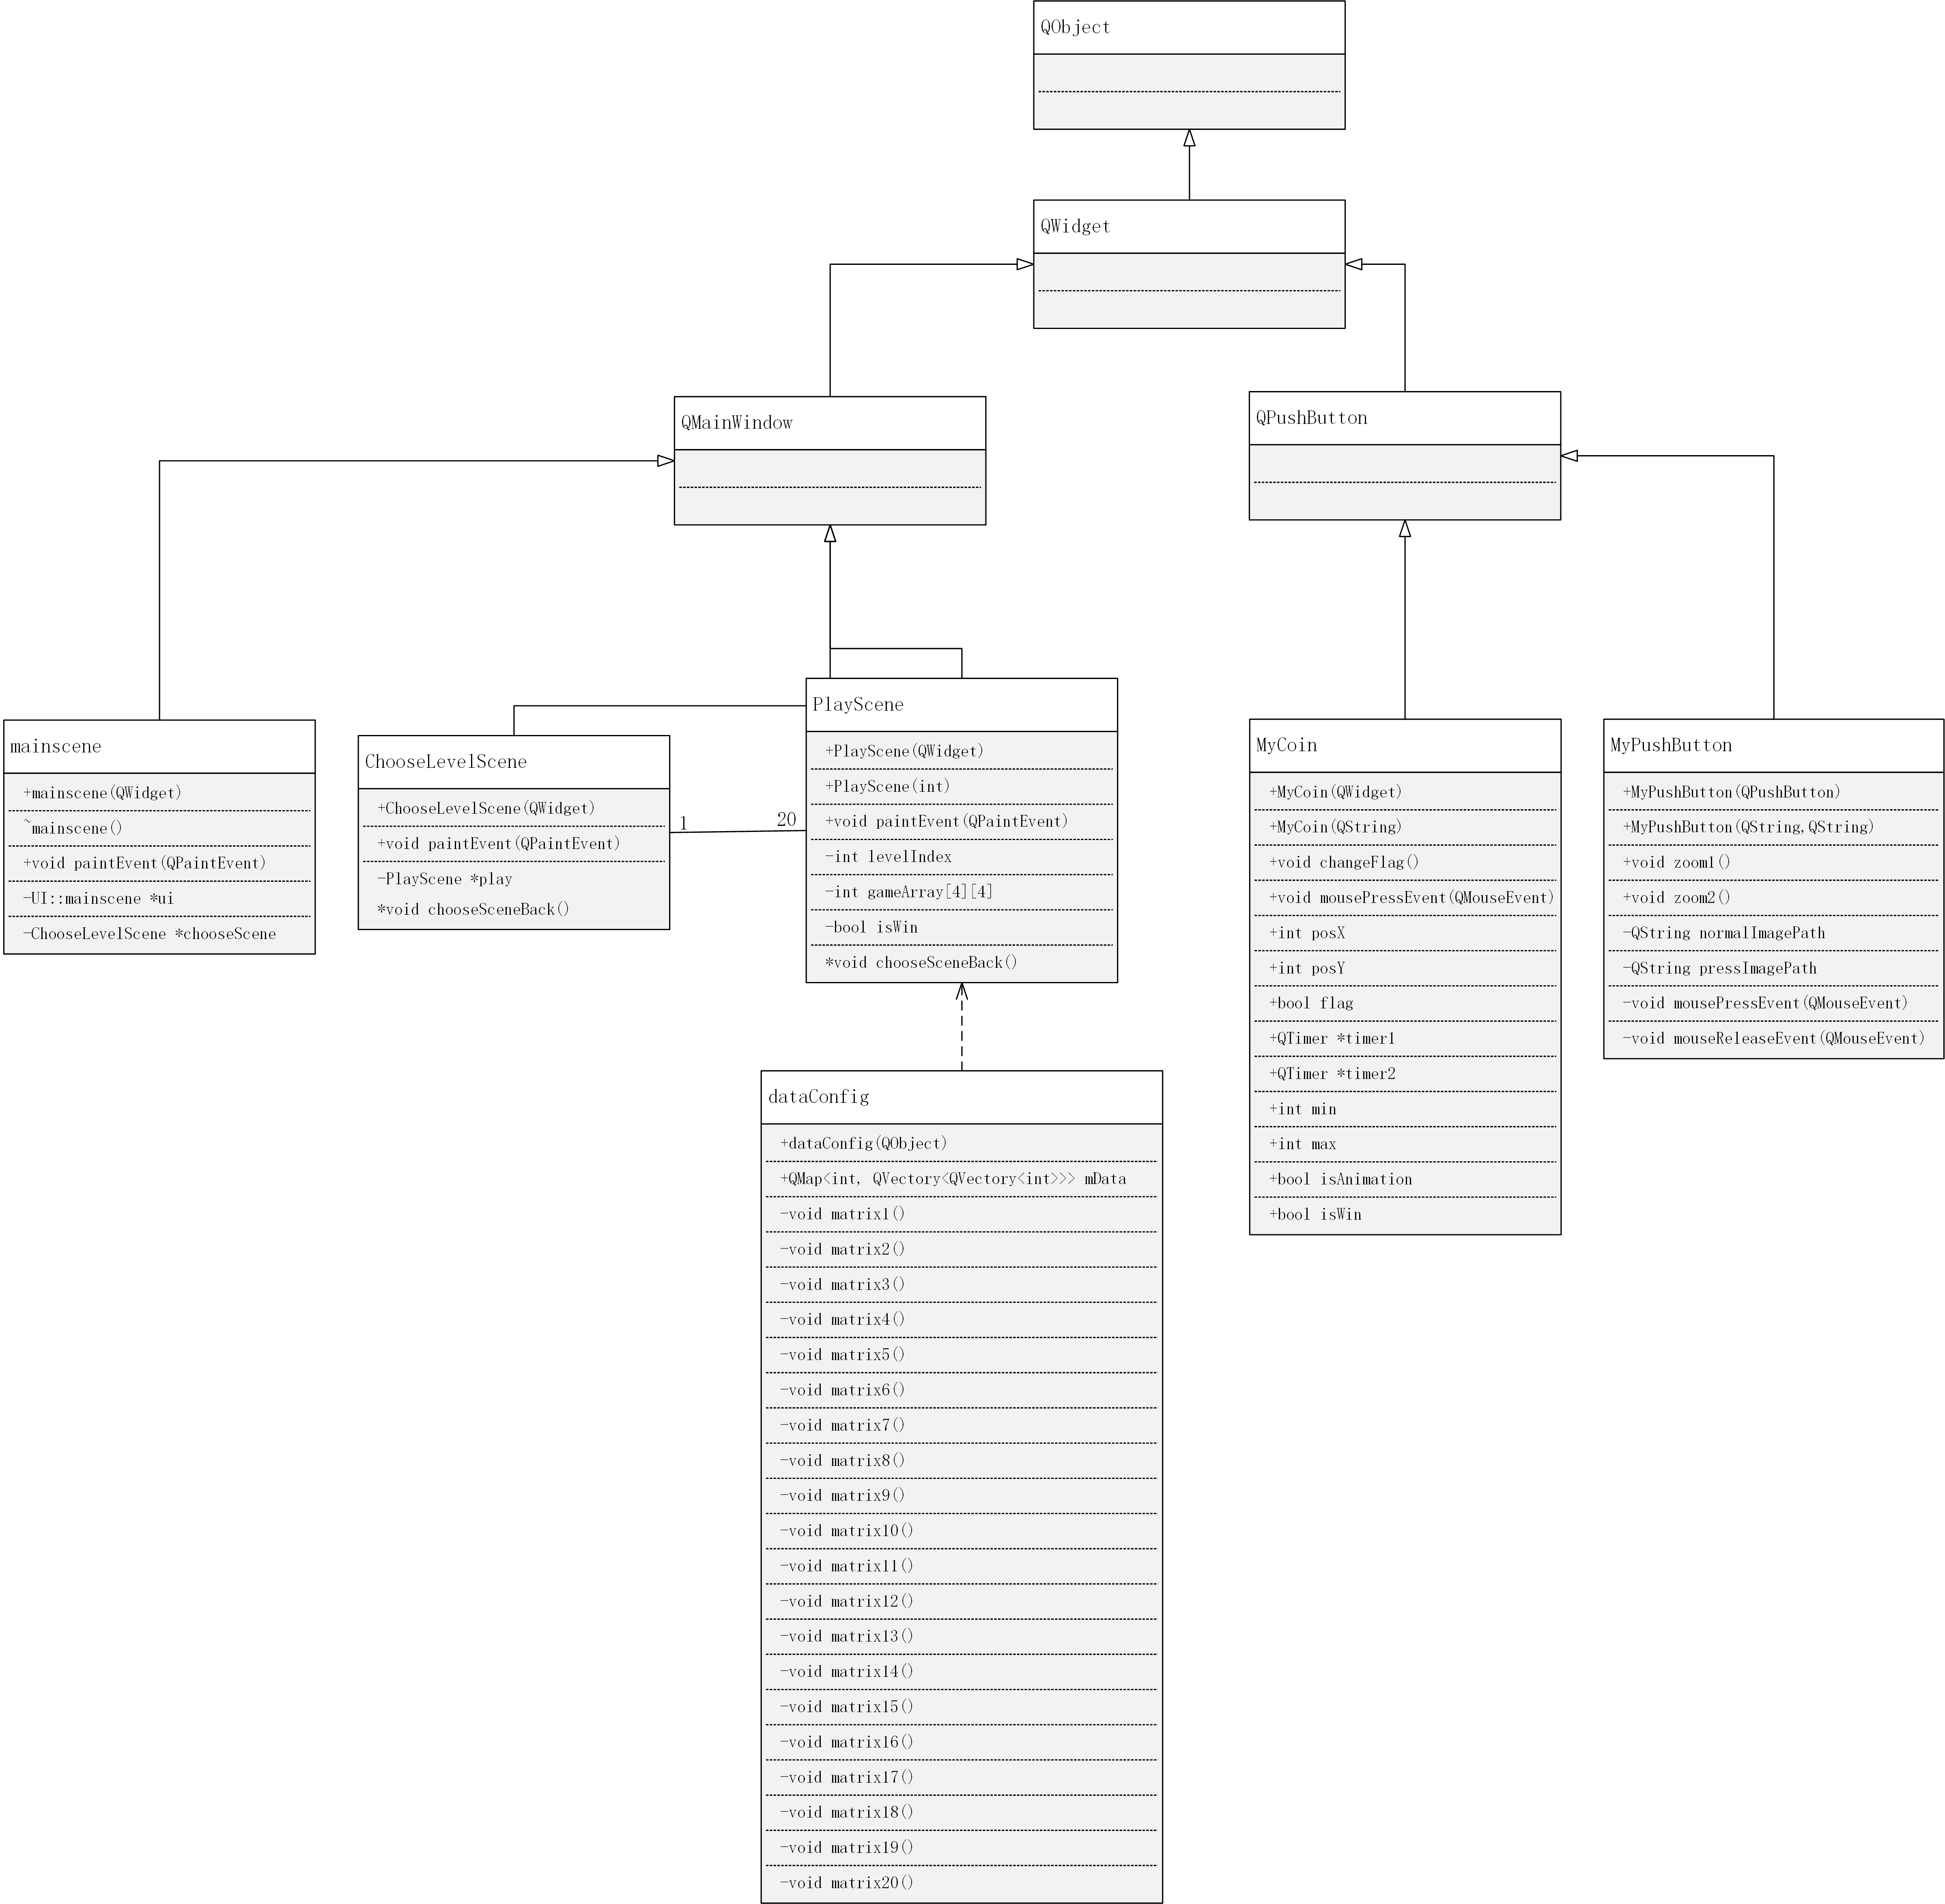 QObject
QWidget
QMainWindow
QPushButton
mainscene
+mainscene(QWidget)
~mainscene()
+void paintEvent(QPaintEvent)
-UI::mainscene *ui
-ChooseLevelScene *chooseScene
ChooseLevelScene
+ChooseLevelScene(QWidget)
+void paintEvent(QPaintEvent)
-PlayScene *play
*void chooseSceneBack()
1
20
PlayScene
+PlayScene(QWidget)
+PlayScene(int)
+void paintEvent(QPaintEvent)
-int levelIndex
-int gameArray[4][4]
-bool isWin
*void chooseSceneBack()
MyCoin
+MyCoin(QWidget)
+MyCoin(QString)
+void changeFlag()
+void mousePressEvent(QMouseEvent)
+int posX
+int posY
+bool flag
+QTimer *timer1
+QTimer *timer2
+int min
+int max
+bool isAnimation
+bool isWin
MyPushButton
+MyPushButton(QPushButton)
+MyPushButton(QString,QString)
+void zoom1()
+void zoom2()
-QString normalImagePath
-QString pressImagePath
-void mousePressEvent(QMouseEvent)
-void mouseReleaseEvent(QMouseEvent)
dataConfig
+dataConfig(QObject)
+QMap<int, QVectory<QVectory<int>>> mData
-void matrix1()
-void matrix2()
-void matrix3()
-void matrix4()
-void matrix5()
-void matrix6()
-void matrix7()
-void matrix8()
-void matrix9()
-void matrix10()
-void matrix11()
-void matrix12()
-void matrix13()
-void matrix14()
-void matrix15()
-void matrix16()
-void matrix17()
-void matrix18()
-void matrix19()
-void matrix20()